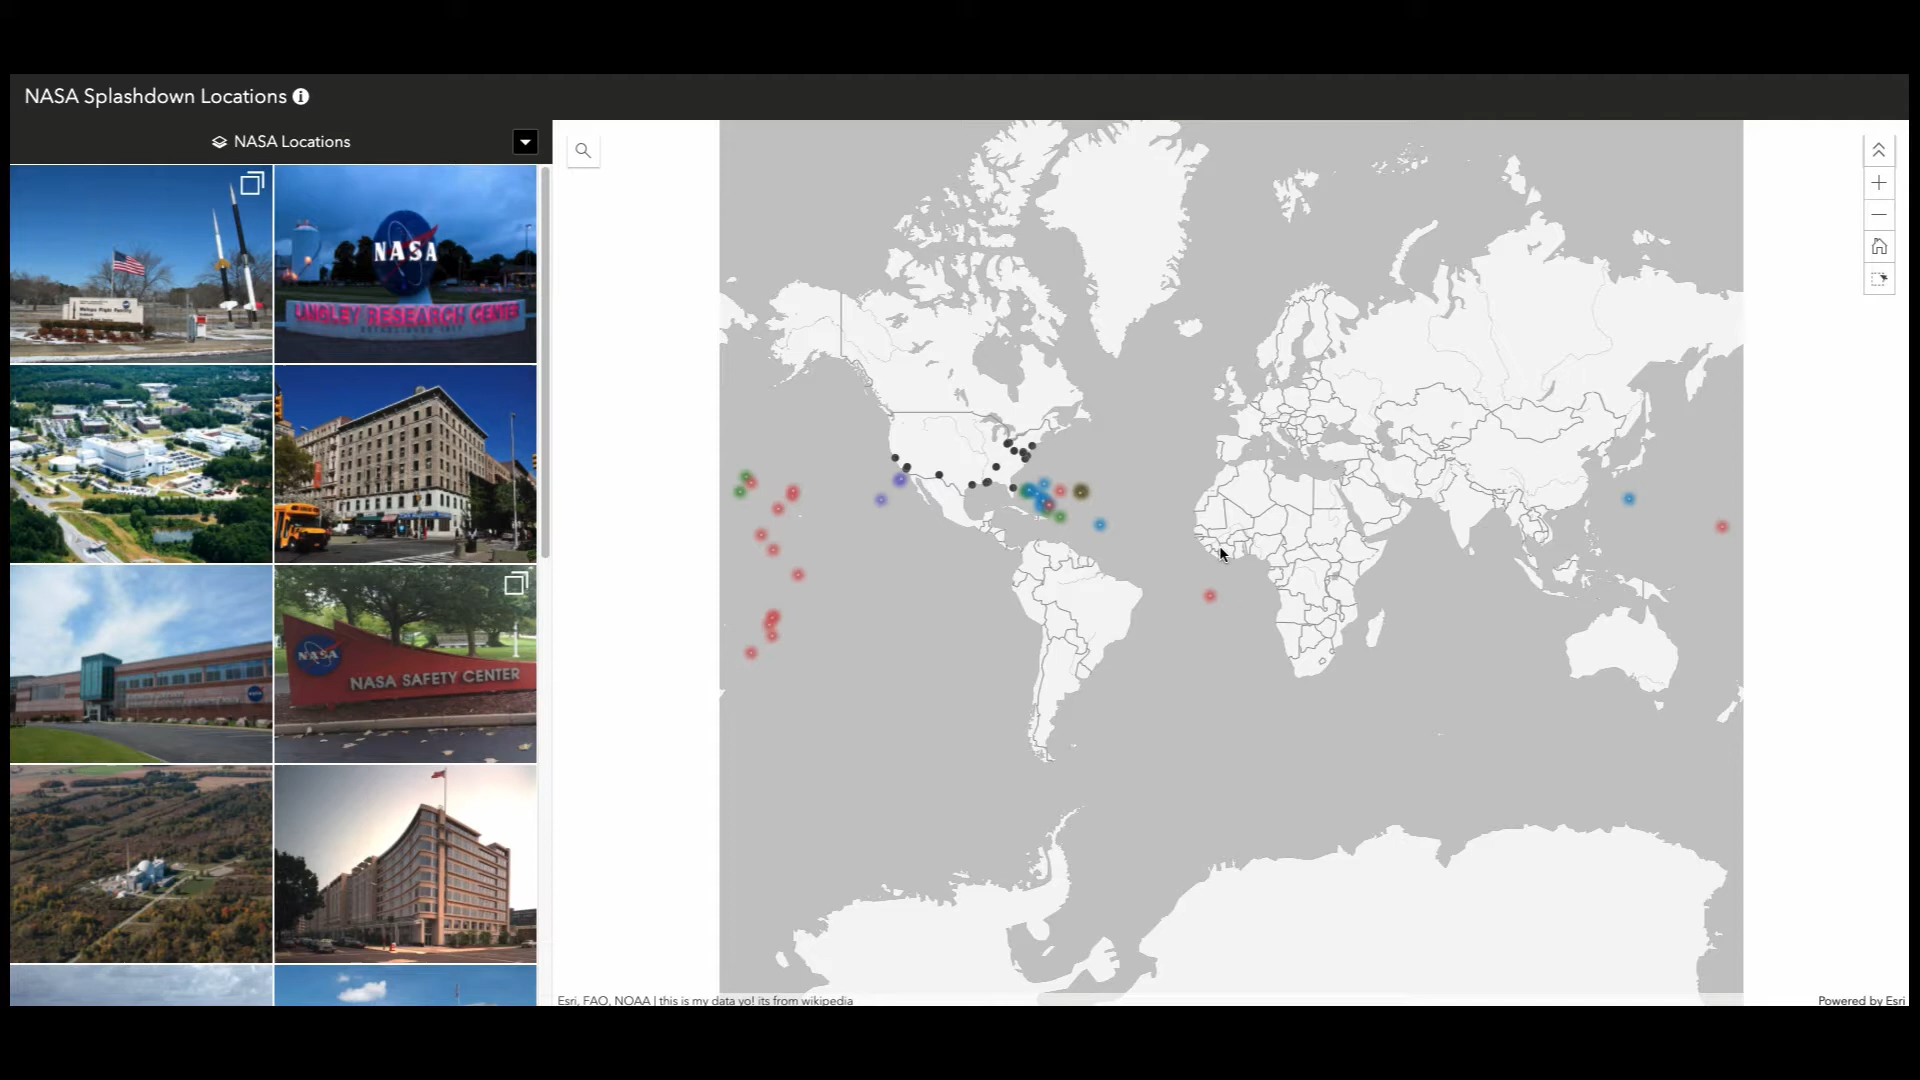 NASA Splashdown Locations
NASA Locations
NASA
LANGLEY RESEARCH CENTER
NASA
NASA SAFETY CENTER
Esri, FAO, NOAA | this is my data yo! its from wikipedia
Powered by Esri